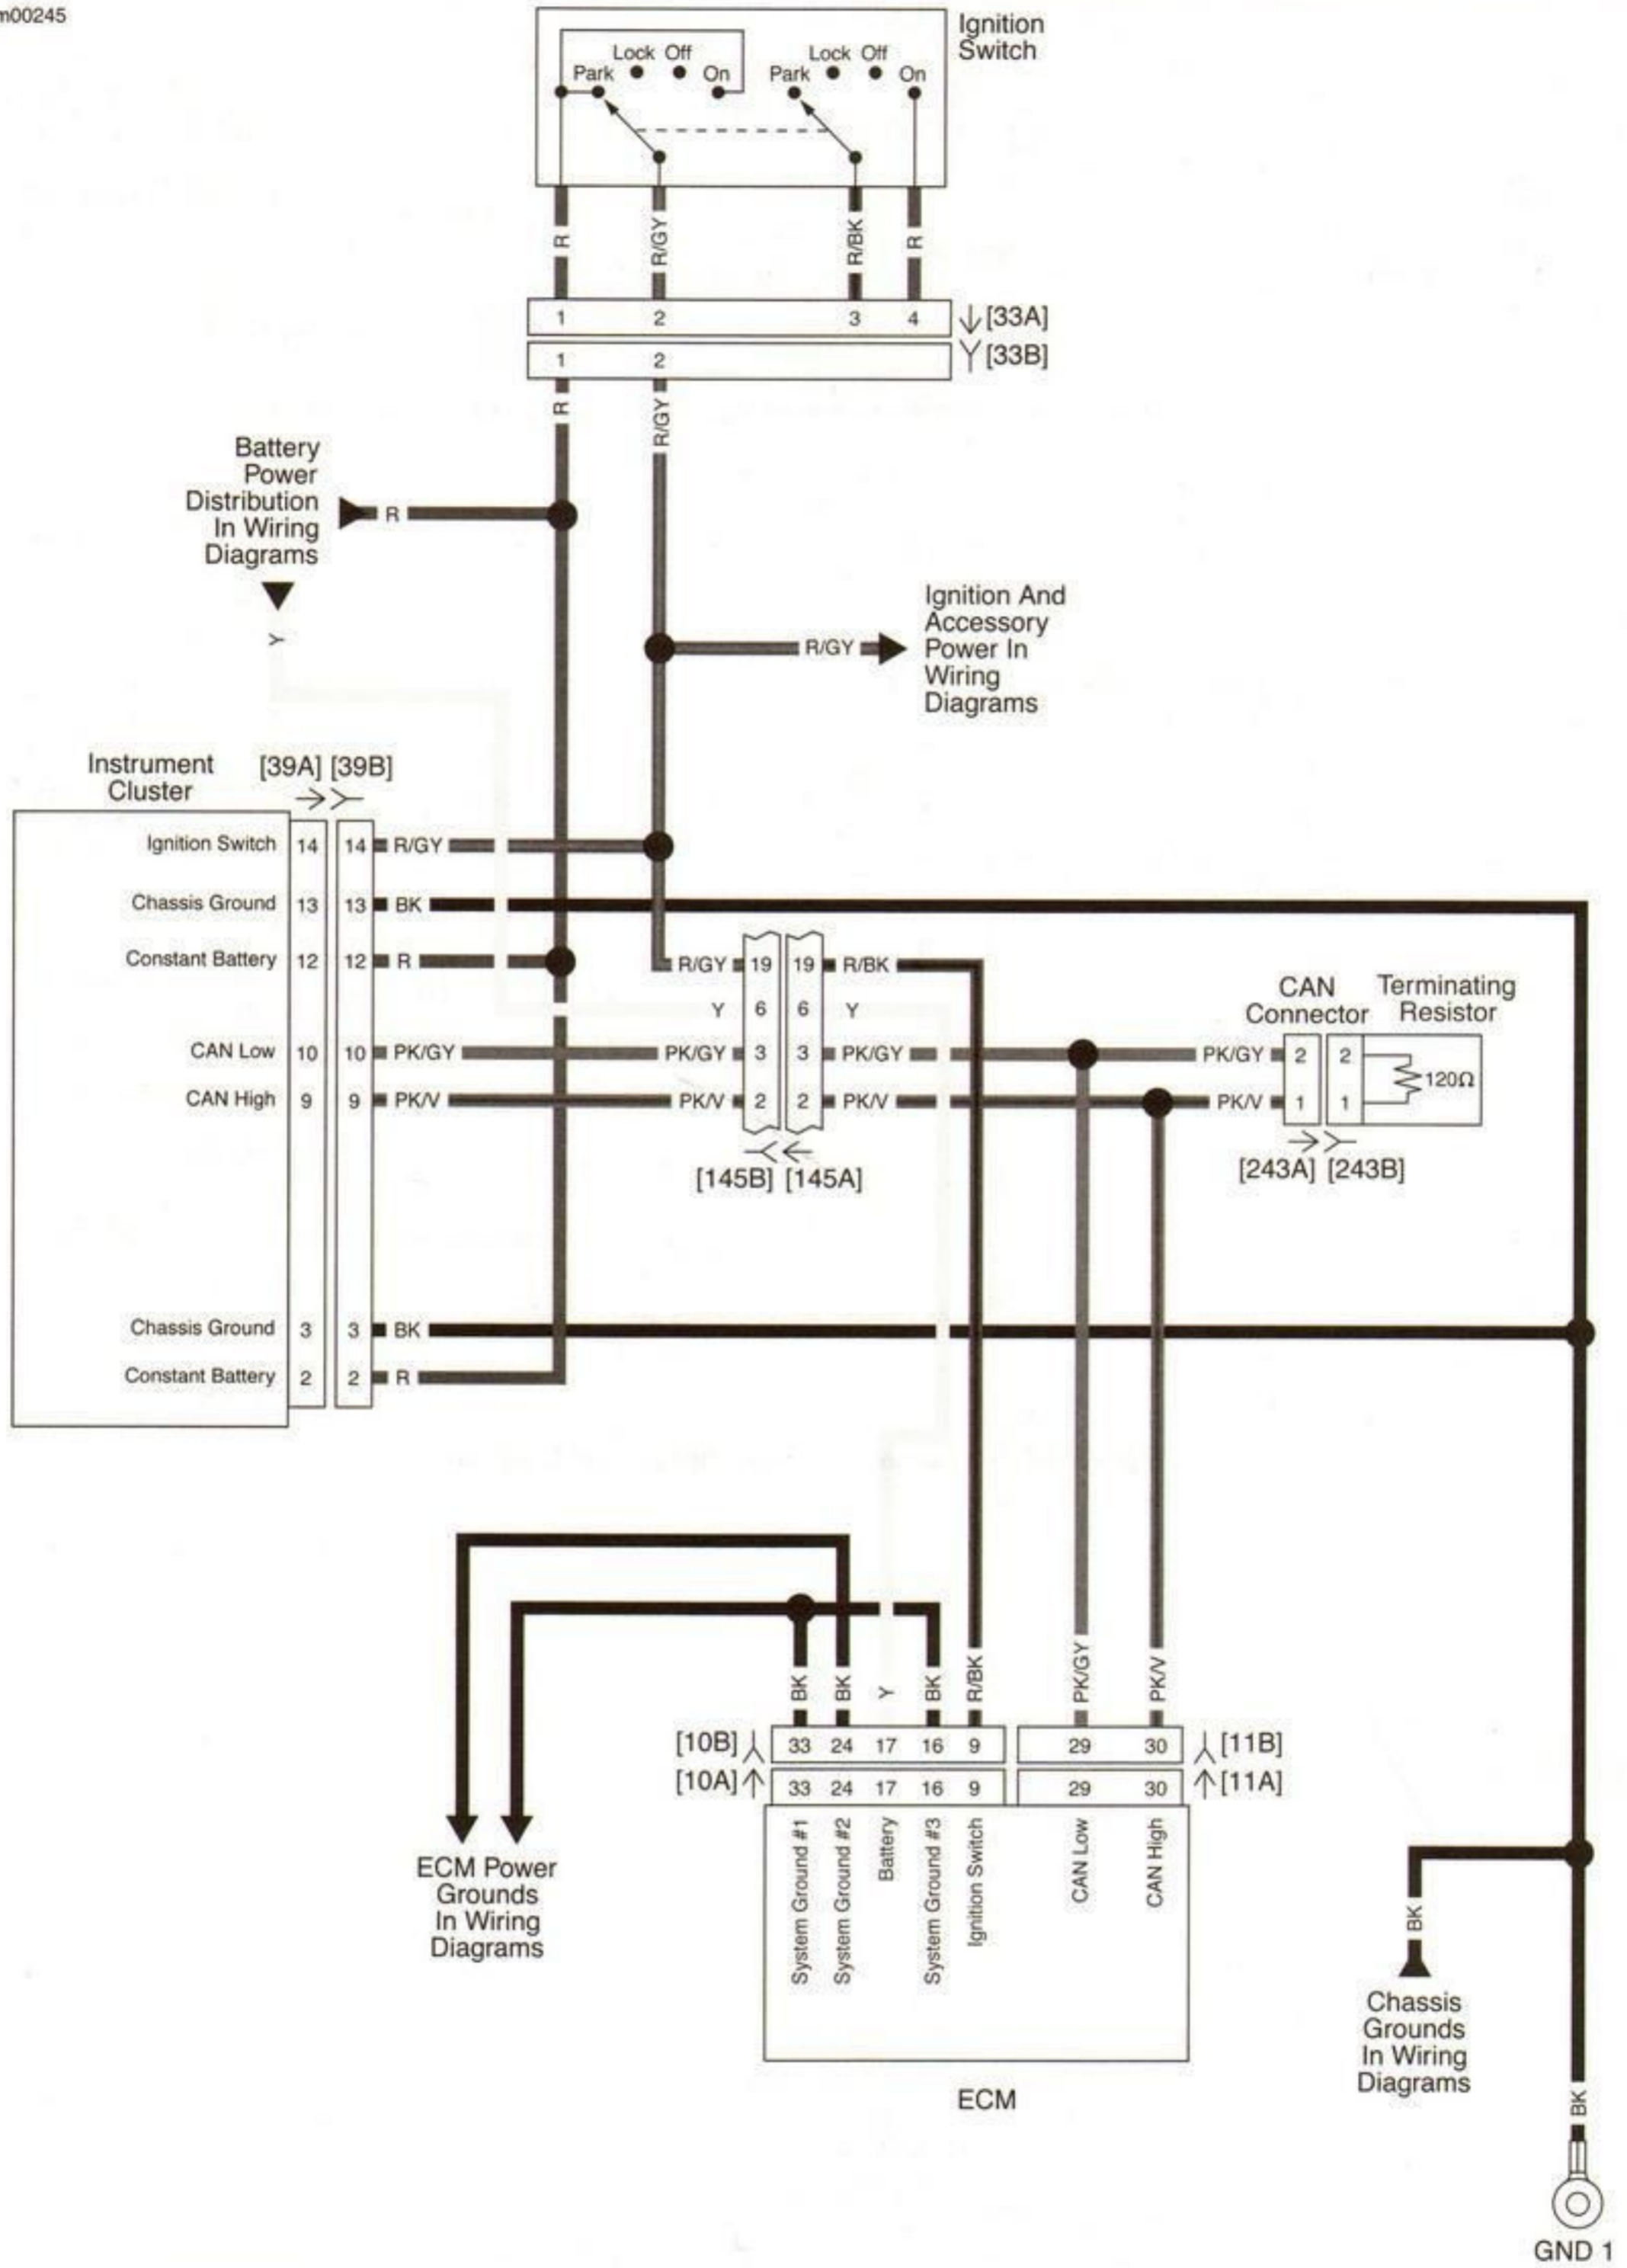 m00245
Ignition
Switch
Lock Off
Park
On
Lock Off
Park
On
R
R/GY
R/BK
R
1 2 3 4 [33A]
1 2 [33B]
R
R/GY
Battery
Power
Distribution
In Wiring
Diagrams
R
Y
Ignition And
Accessory
Power In
Wiring
Diagrams
R/GY
Instrument
Cluster
[39A] [39B]
Ignition Switch 14 14 R/GY
Chassis Ground 13 13 BK
Constant Battery 12 12 R
R/GY 19 19 R/BK
Y 6 6 Y
CAN
Connector
Terminating
Resistor
CAN Low 10 10 PK/GY PK/GY 3 3 PK/GY PK/GY 2 2
120Ω
CAN High 9 9 PK/V PK/V 2 2 PK/V PK/V 1 1
[145B] [145A]
[243A] [243B]
Chassis Ground 3 3 BK
Constant Battery 2 2 R
BK
BK
Y
BK
R/BK
PK/GY
PK/V
[10B] 33 24 17 16 9 29 30 [11B]
[10A] 33 24 17 16 9 29 30 [11A]
System Ground #1
System Ground #2
Battery
System Ground #3
Ignition Switch
CAN Low
CAN High
ECM
ECM Power
Grounds
In Wiring
Diagrams
BK
Chassis
Grounds
In Wiring
Diagrams
BK
GND 1